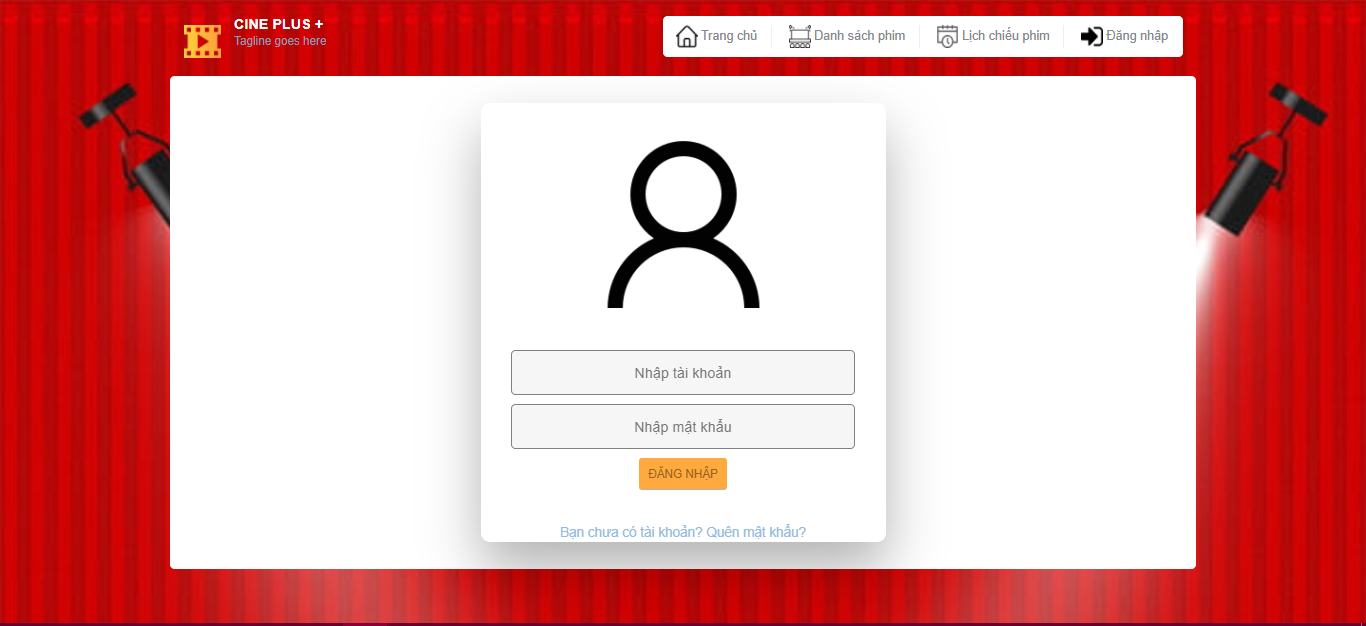 CINE PLUS +
Tagline goes here
Trang chủ
Danh sách phim
Lịch chiếu phim
Đăng nhập
Nhập tài khoản
Nhập mật khẩu
ĐĂNG NHẬP
Bạn chưa có tài khoản? Quên mật khẩu?